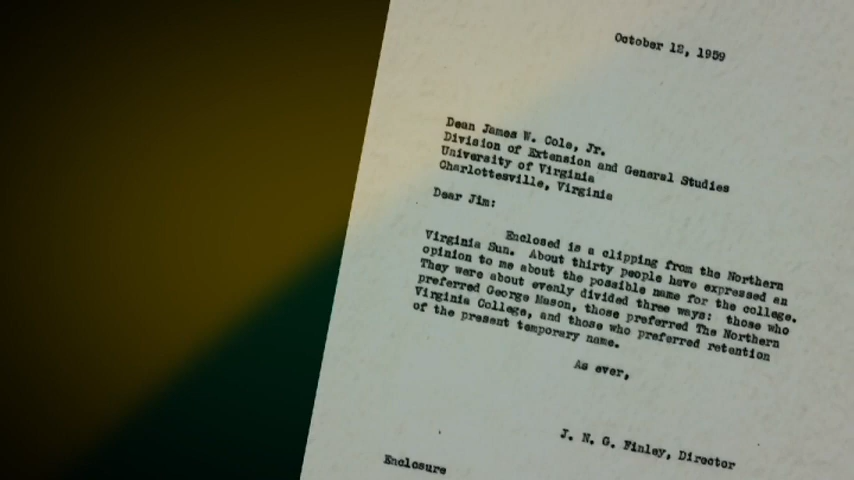 October 12, 1959
Dean James W. Cole, Jr.
Division of Extension and General Studies
University of Virginia
Charlottesville, Virginia
Dear Jim:
Enclosed is a clipping from the Northern
Virginia Sun. About thirty people have expressed an
opinion to me about the possible name for the college.
They were about evenly divided three ways: those who
preferred George Mason, those preferred The Northern
Virginia College, and those who preferred retention
of the present temporary name.
As ever,
J. N. G. Finley, Director
Enclosure